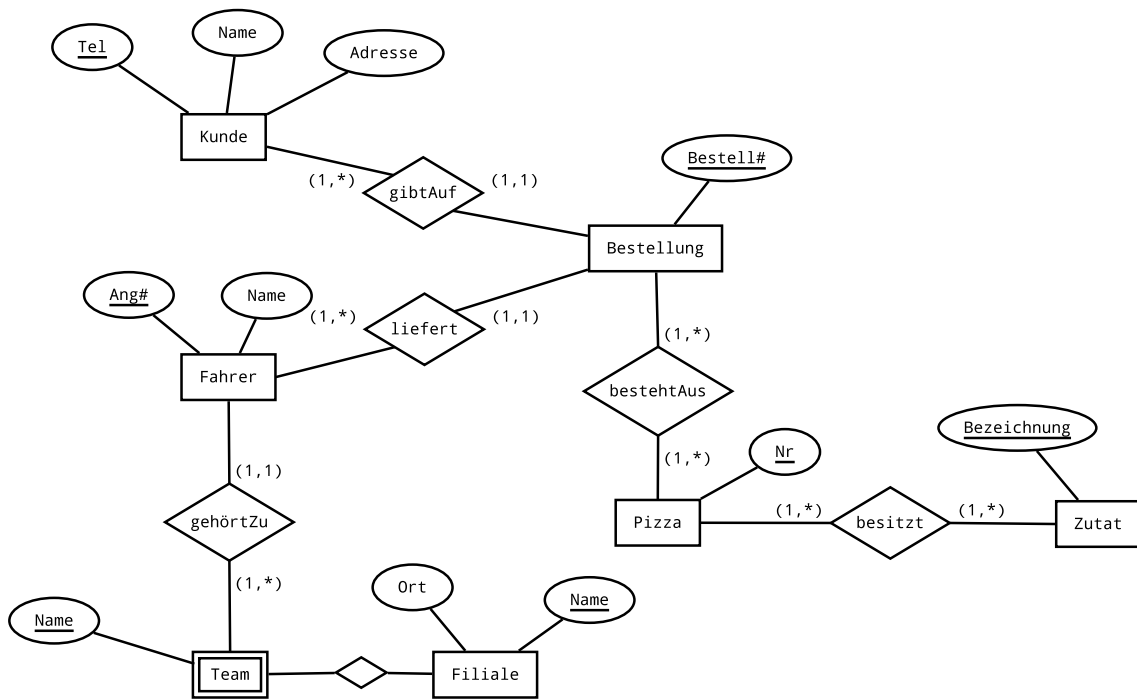 Tel
Name
Adresse
Kunde
(1,*)
gibtAuf
(1,1)
Bestell#
Bestellung
Ang#
Name
(1,*)
liefert
(1,1)
(1,*)
Fahrer
bestehtAus
Bezeichnung
Nr
(1,1)
(1,*)
gehörtZu
Pizza
(1,*)
besitzt
(1,*)
Zutat
(1,*)
Name
Ort
Name
Team
Filiale